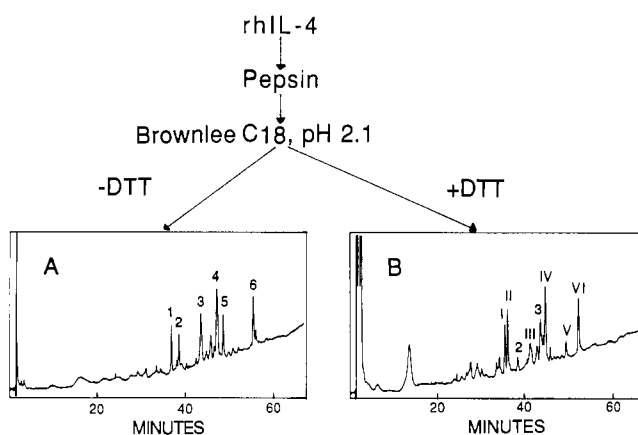 rhIL-4
Pepsin
Brownlee C18, pH 2.1
-DTT
+DTT
A
1
2
3
4
5
6
20
40
60
MINUTES
B
I
II
2
III
3
IV
V
VI
20
40
60
MINUTES